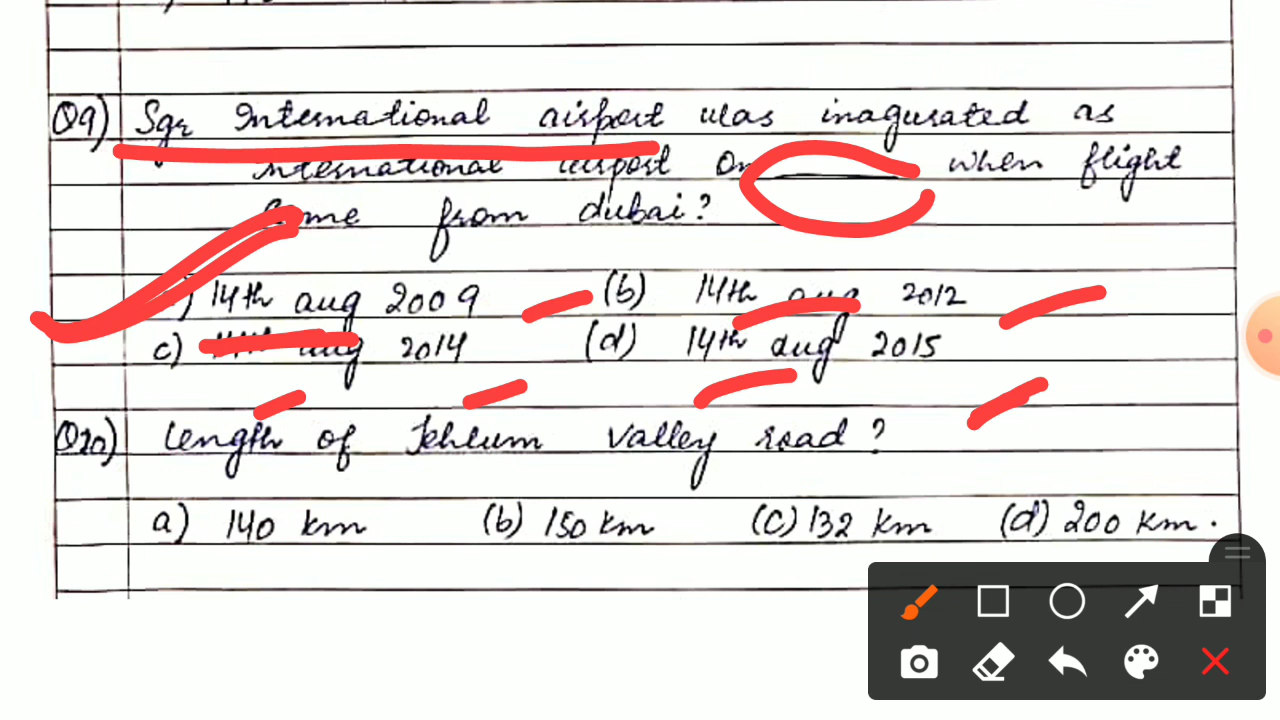 Q9) Sgr International airport was inagurated as
international airport on ______ when flight
come from dubai?
a) 14th aug 2009 (b) 14th aug 2012
c) 14th aug 2014 (d) 14th aug 2015
Q20) Length of Jehlum valley road?
a) 140 km (b) 150 km (c) 132 km (d) 200 km.